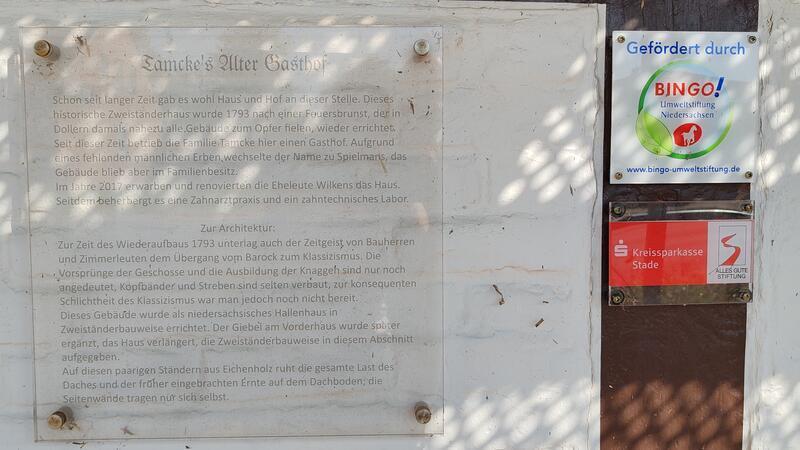 Tamcke's Alter Gasthof
Schon seit langer Zeit gab es wohl Haus und Hof an dieser Stelle. Dieses
historische Zweiständerhaus wurde 1793 nach einer Feuersbrunst, der in
Dollern damals nahezu alle Gebäude zum Opfer fielen, wieder errichtet.
Seit dieser Zeit betrieb die Familie Tamcke hier einen Gasthof. Aufgrund
eines fehlenden männlichen Erben wechselte der Name zu Spielmans, das
Gebäude blieb aber im Familienbesitz.
Im Jahre 2017 erwarben und renovierten die Eheleute Wilkens das Haus.
Seitdem beherbergt es eine Zahnarztpraxis und ein zahntechnisches Labor.
Zur Architektur:
Zur Zeit des Wiederaufbaus 1793 unterlag auch der Zeitgeist von Bauherren
und Zimmerleuten dem Übergang vom Barock zum Klassizismus. Die
Vorsprünge der Geschosse und die Ausbildung der Knaggen sind nur noch
angedeutet, Kopfbänder und Streben sind selten verbaut, zur konsequenten
Schlichtheit des Klassizismus war man jedoch noch nicht bereit.
Dieses Gebäude wurde als niedersächsisches Hallenhaus in
Zweiständerbauweise errichtet. Der Giebel am Vorderhaus wurde später
ergänzt, das Haus verlängert, die Zweiständerbauweise in diesem Abschnitt
aufgegeben.
Auf diesen paarigen Ständern aus Eichenholz ruht die gesamte Last des
Daches und der früher eingebrachten Ernte auf dem Dachboden, die
Seitenwände tragen nur sich selbst.
Gefördert durch
BINGO!
Umweltstiftung
Niedersachsen
www.bingo-umweltstiftung.de
Kreissparkasse
Stade
ALLES GUTE
STIFTUNG